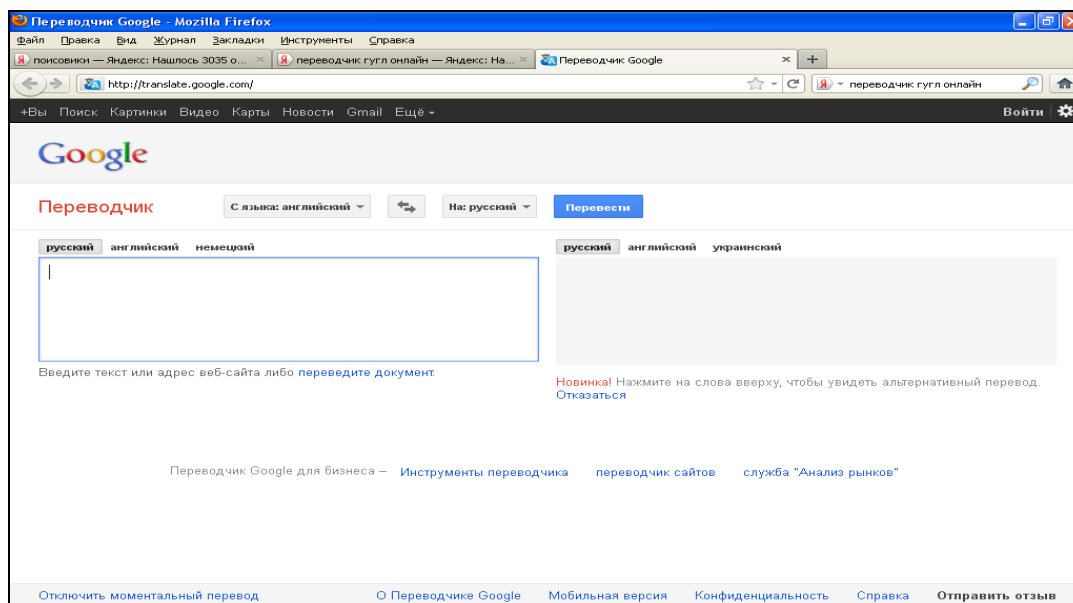 Переводчик Google - Mozilla Firefox
Файл Правка Вид Журнал Закладки Инструменты Справка
Я поисовики — Яндекс: Нашлось 3035 о... Я переводчик гугл онлайн — Яндекс: На... Переводчик Google
http://translate.google.com/ Я переводчик гугл онлайн
+Вы Поиск Картинки Видео Карты Новости Gmail Ещё Войти
Google
Переводчик С языка: английский На: русский Перевести
русский английский немецкий русский английский украинский
Введите текст или адрес веб-сайта либо переведите документ.
Новинка! Нажмите на слова вверху, чтобы увидеть альтернативный перевод.
Отказаться
Переводчик Google для бизнеса – Инструменты переводчика переводчик сайтов служба "Анализ рынков"
Отключить моментальный перевод О Переводчике Google Мобильная версия Конфиденциальность Справка Отправить отзыв